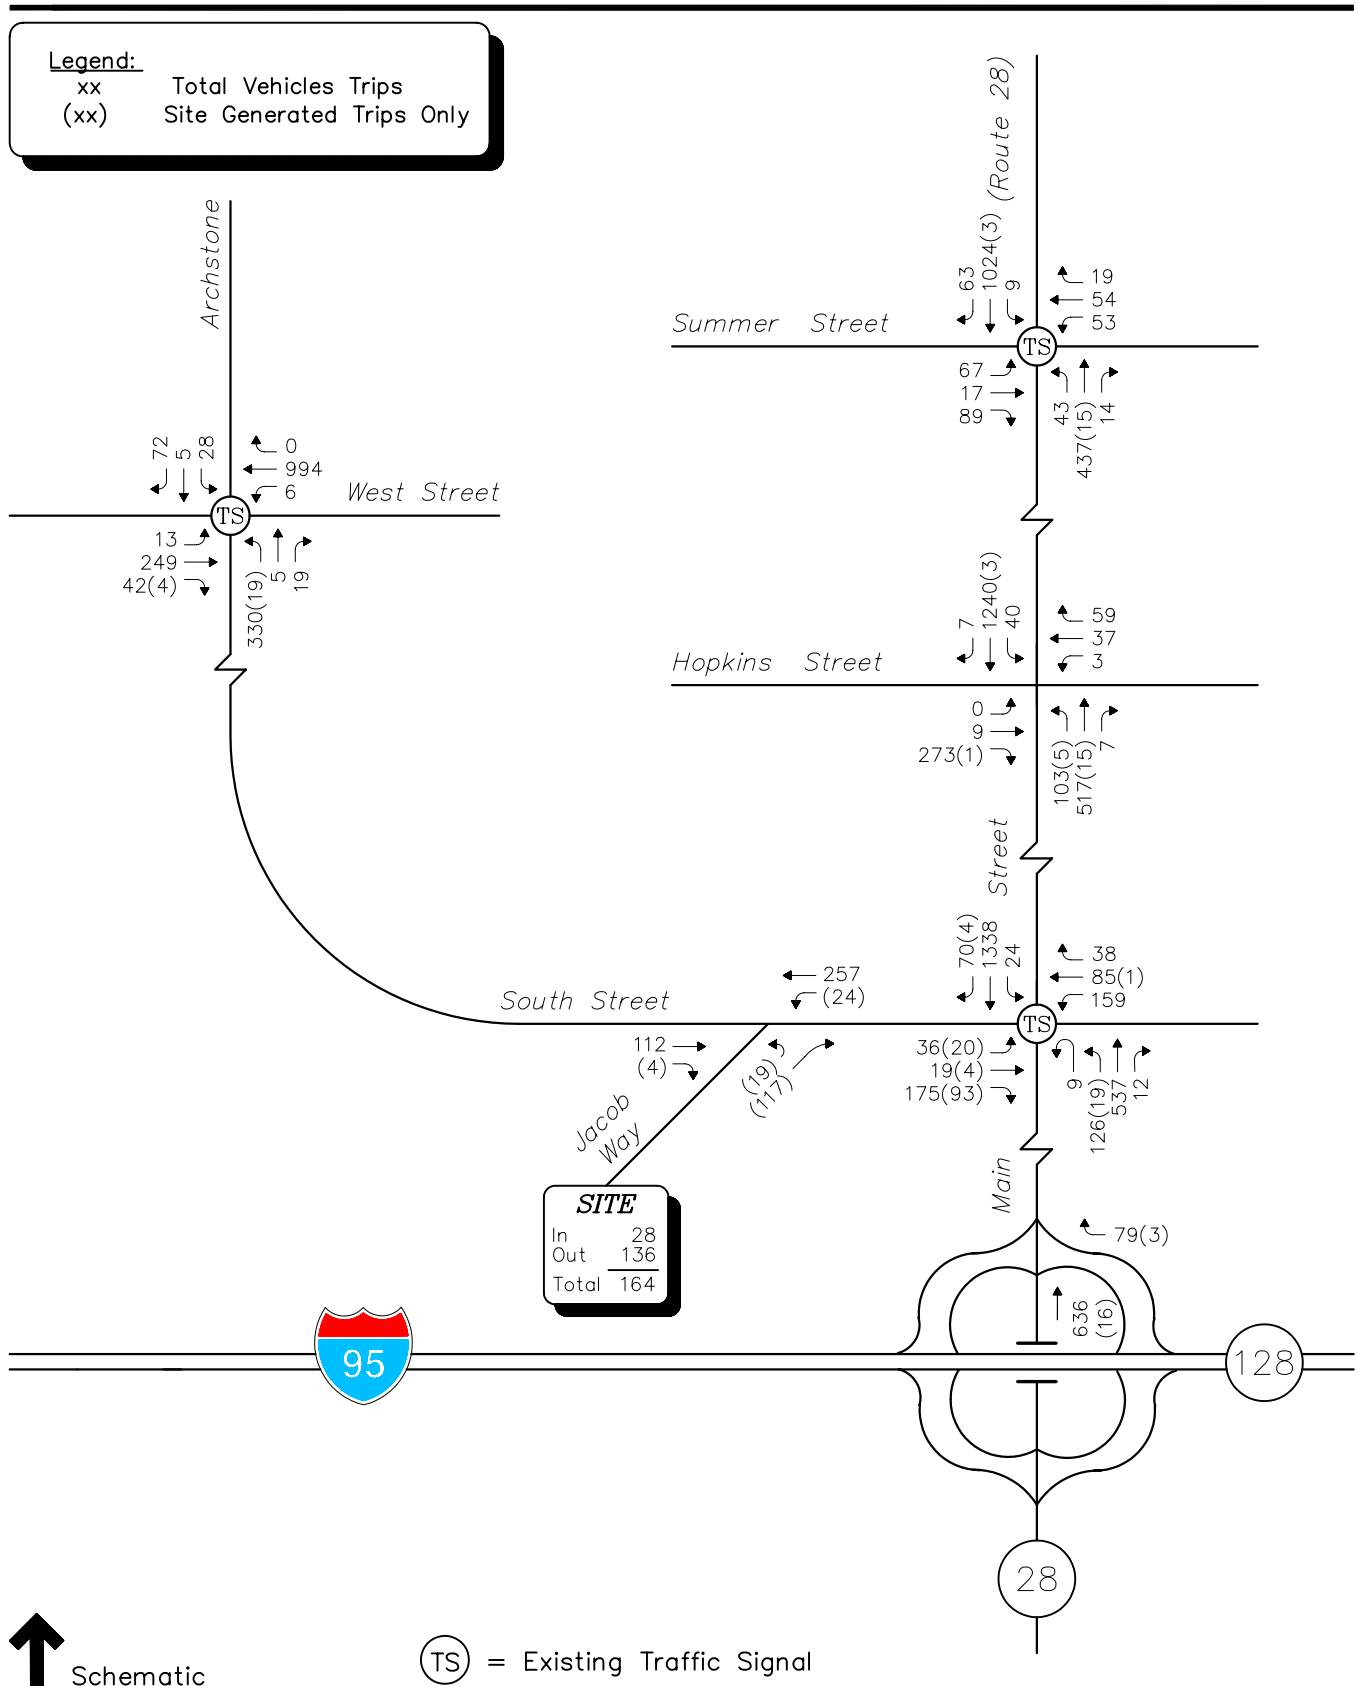 Legend:
xx Total Vehicles Trips
(xx) Site Generated Trips Only
Archstone
(Route 28)
63
1024(3)
9
19
54
53
Summer Street
TS
67
17
89
43
437(15)
14
72
5
28
0
994
6
West Street
TS
13
249
42(4)
330(19)
5
19
7
1240(3)
40
59
37
3
Hopkins Street
0
9
273(1)
103(5)
517(15)
7
Street
70(4)
1338
24
38
85(1)
159
257
(24)
South Street
TS
112
(4)
(19)
(117)
36(20)
19(4)
175(93)
9
126(19)
537
12
Jacob
Way
Main
SITE
In 28
Out 136
Total 164
79(3)
636
(16)
95
128
28
Schematic
TS = Existing Traffic Signal